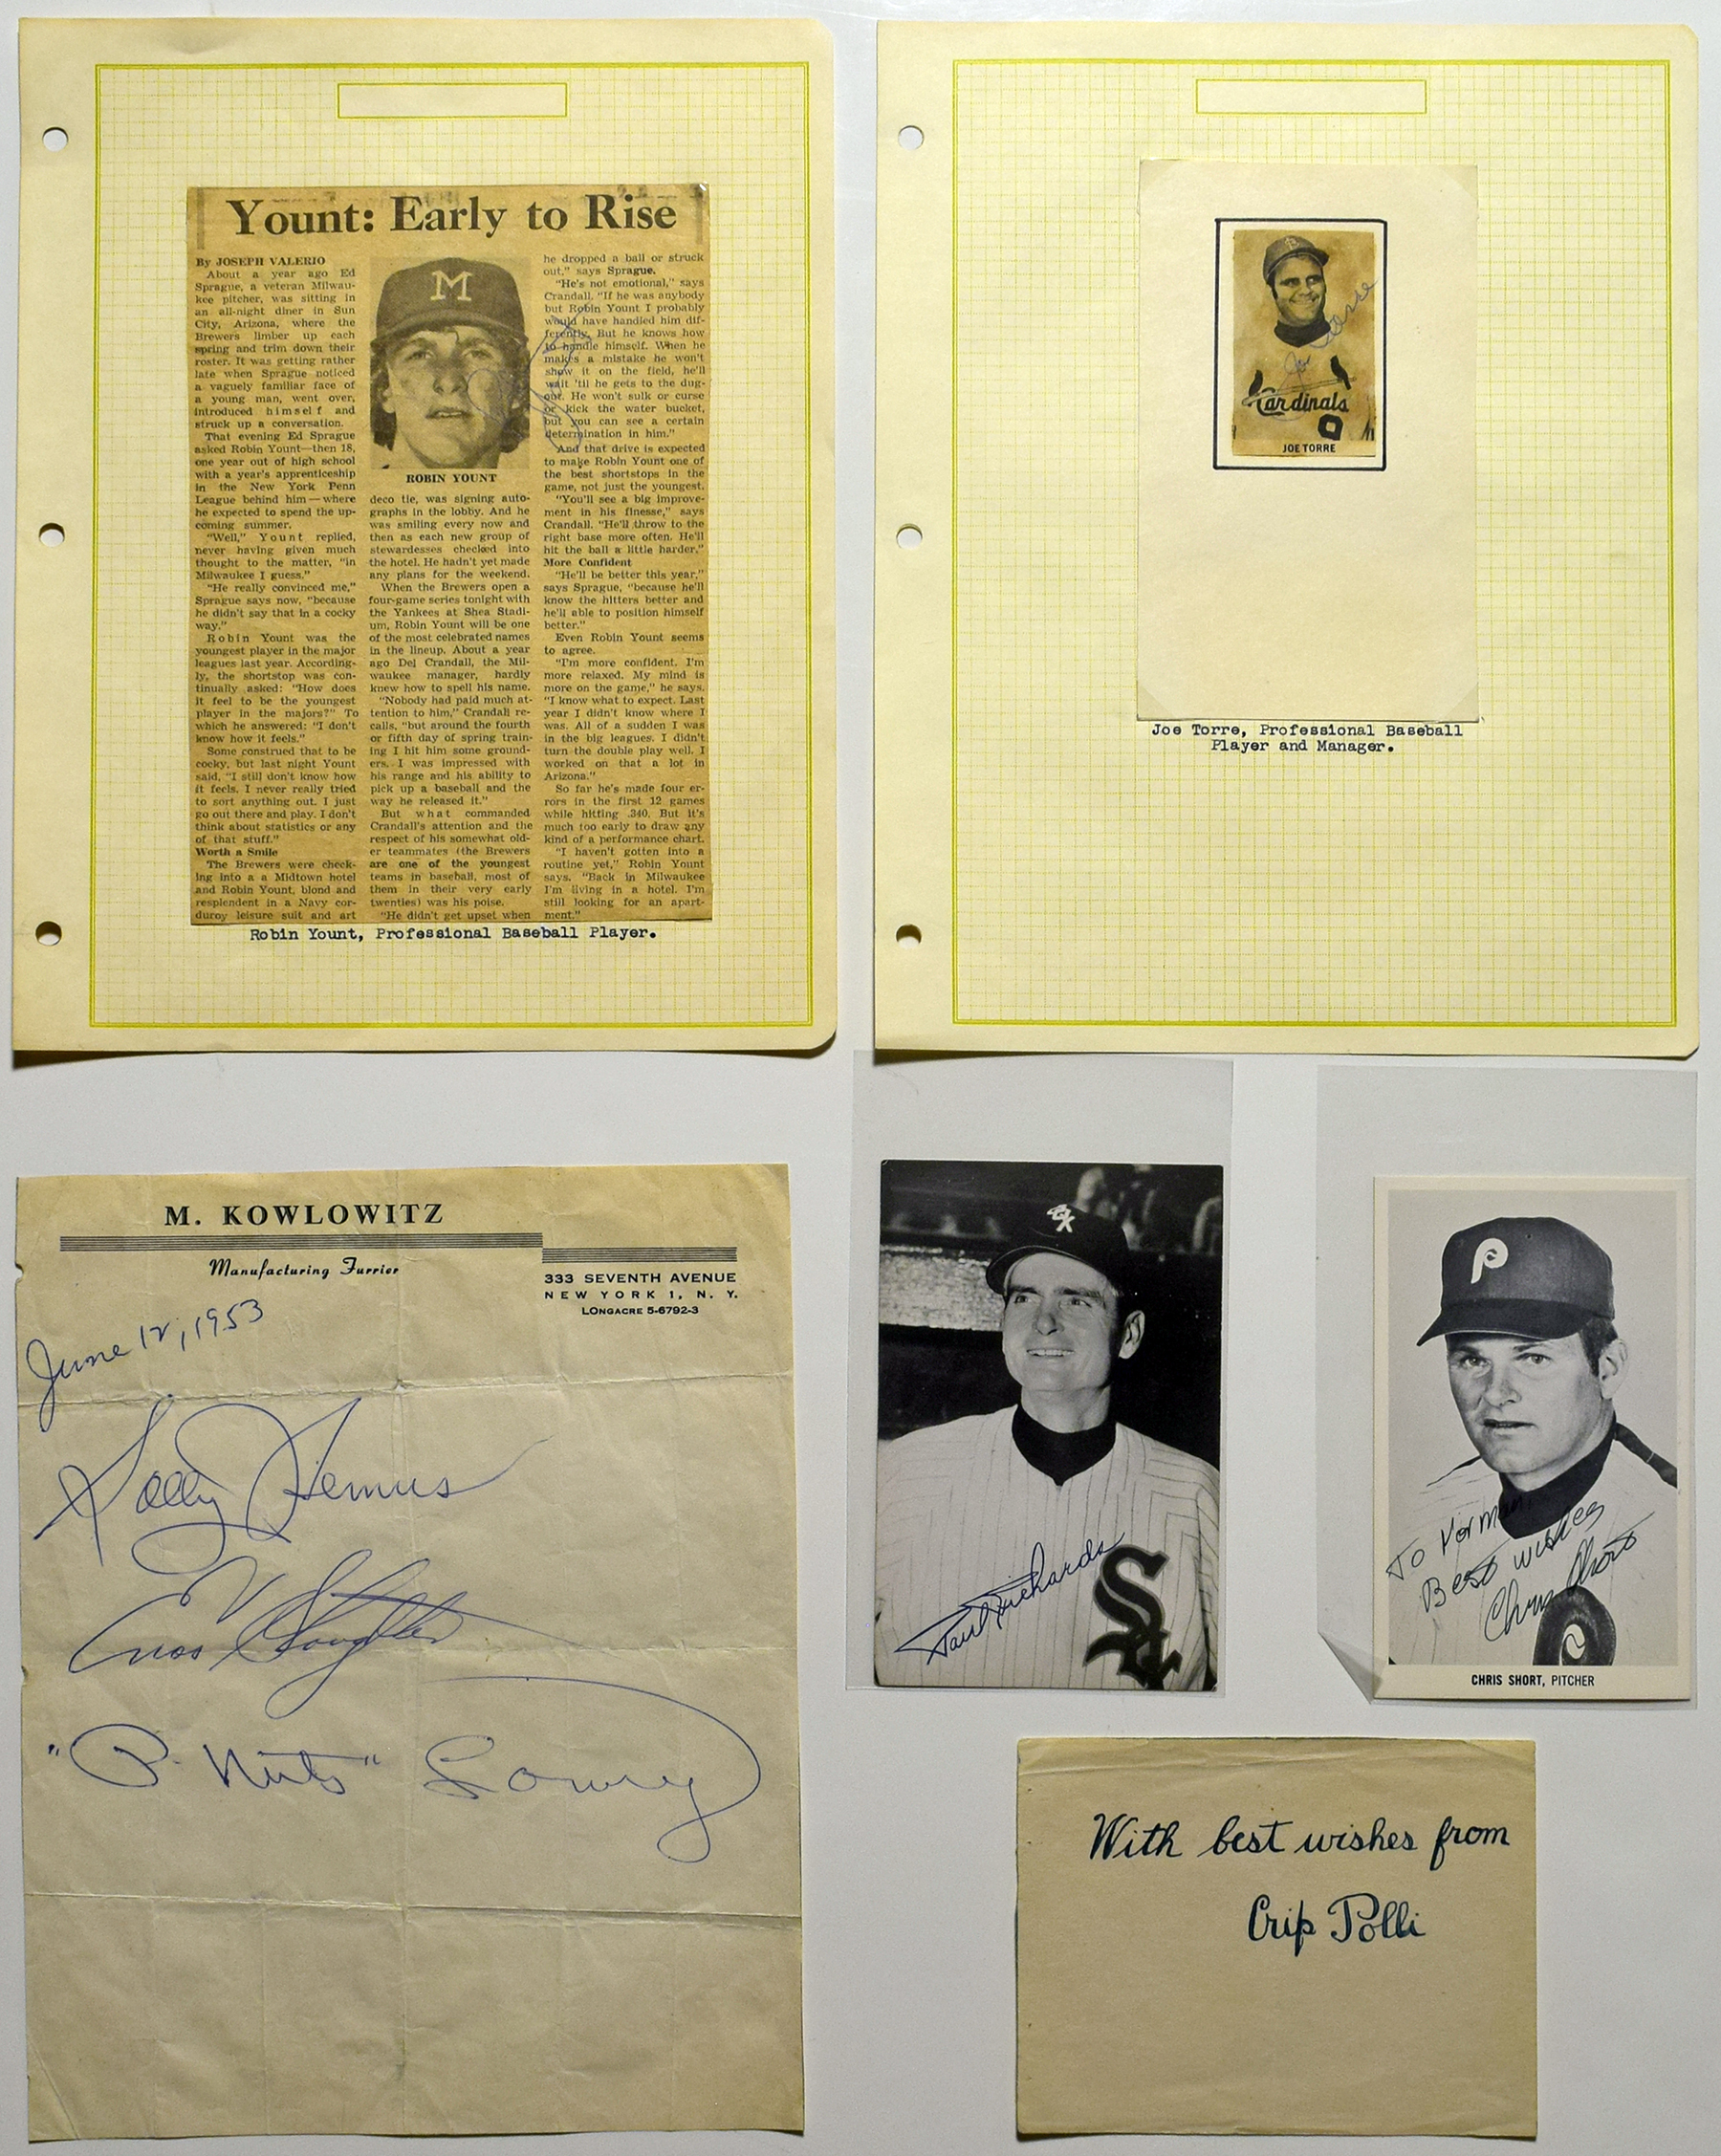 Yount: Early to Rise
By JOSEPH VALERIO
About a year ago Ed
Sprague, a veteran Milwau-
kee pitcher, was sitting in
an all-night diner in Sun
City, Arizona, where the
Brewers limber up each
spring and trim down their
roster. It was getting rather
late when Sprague noticed
a vaguely familiar face of
a young man, went over,
introduced himself and
struck up a conversation.
That evening Ed Sprague
asked Robin Yount—then 18,
one year out of high school
with a year's apprenticeship
in the New York Penn
League behind him—where
he expected to spend the up-
coming summer.
"Well," Yount replied,
never having given much
thought to the matter, "in
Milwaukee I guess."
"He really convinced me,"
Sprague says now, "because
he didn't say that in a cocky
way."
Robin Yount was the
youngest player in the major
leagues last year. According-
ly, the shortstop was con-
tinually asked: "How does
it feel to be the youngest
player in the majors?" To
which he answered: "I don't
know how it feels."
Some construed that to be
cocky, but last night Yount
said, "I still don't know how
it feels. I never really tried
to sort anything out. I just
go out there and play. I don't
think about statistics or any
of that stuff."
Worth a Smile
The Brewers were check-
ing into a a Midtown hotel
and Robin Yount, blond and
resplendent in a Navy cor-
duroy leisure suit and art
M
ROBIN YOUNT
deco tie, was signing auto-
graphs in the lobby. And he
was smiling every now and
then as each new group of
stewardesses checked into
the hotel. He hadn't yet made
any plans for the weekend.
When the Brewers open a
four-game series tonight with
the Yankees at Shea Stadi-
um, Robin Yount will be one
of the most celebrated names
in the lineup. About a year
ago Del Crandall, the Mil-
waukee manager, hardly
knew how to spell his name.
"Nobody had paid much at-
tention to him," Crandall re-
calls, "but around the fourth
or fifth day of spring train-
ing I hit him some ground-
ers. I was impressed with
his range and his ability to
pick up a baseball and the
way he released it."
But what commanded
Crandall's attention and the
respect of his somewhat old-
er teammates (the Brewers
are one of the youngest
teams in baseball, most of
them in their very early
twenties) was his poise.
"He didn't get upset when
he dropped a ball or struck
out," says Sprague.
"He's not emotional," says
Crandall. "If he was anybody
but Robin Yount I probably
would have handled him dif-
ferently. But he knows how
to handle himself. When he
makes a mistake he won't
show it on the field, he'll
wait 'til he gets to the dug-
out. He won't sulk or curse
or kick the water bucket,
but you can see a certain
determination in him."
And that drive is expected
to make Robin Yount one of
the best shortstops in the
game, not just the youngest.
"You'll see a big improve-
ment in his finesse," says
Crandall. "He'll throw to the
right base more often. He'll
hit the ball a little harder."
More Confident
"He'll be better this year,"
says Sprague, "because he'll
know the hitters better and
he'll able to position himself
better."
Even Robin Yount seems
to agree.
"I'm more confident. I'm
more relaxed. My mind is
more on the game," he says.
"I know what to expect. Last
year I didn't know where I
was. All of a sudden I was
in the big leagues. I didn't
turn the double play well. I
worked on that a lot in
Arizona."
So far he's made four er-
rors in the first 12 games
while hitting .340. But it's
much too early to draw any
kind of a performance chart.
"I haven't gotten into a
routine yet," Robin Yount
says. "Back in Milwaukee
I'm living in a hotel. I'm
still looking for an apart-
ment."
Robin Yount, Professional Baseball Player.
Joe Torre
Cardinals
9
JOE TORRE
Joe Torre, Professional Baseball
Player and Manager.
M. KOWLOWITZ
Manufacturing Furrier
333 SEVENTH AVENUE
NEW YORK 1, N. Y.
LONGACRE 5-6792-3
June 12, 1953
Solly Hemus
Enos Slaughter
"P-Nuts" Lowrey
SOX
Paul Richards
SOX
P
To Norman,
Best wishes
Chris Short
CHRIS SHORT, PITCHER
With best wishes from
Crip Polli